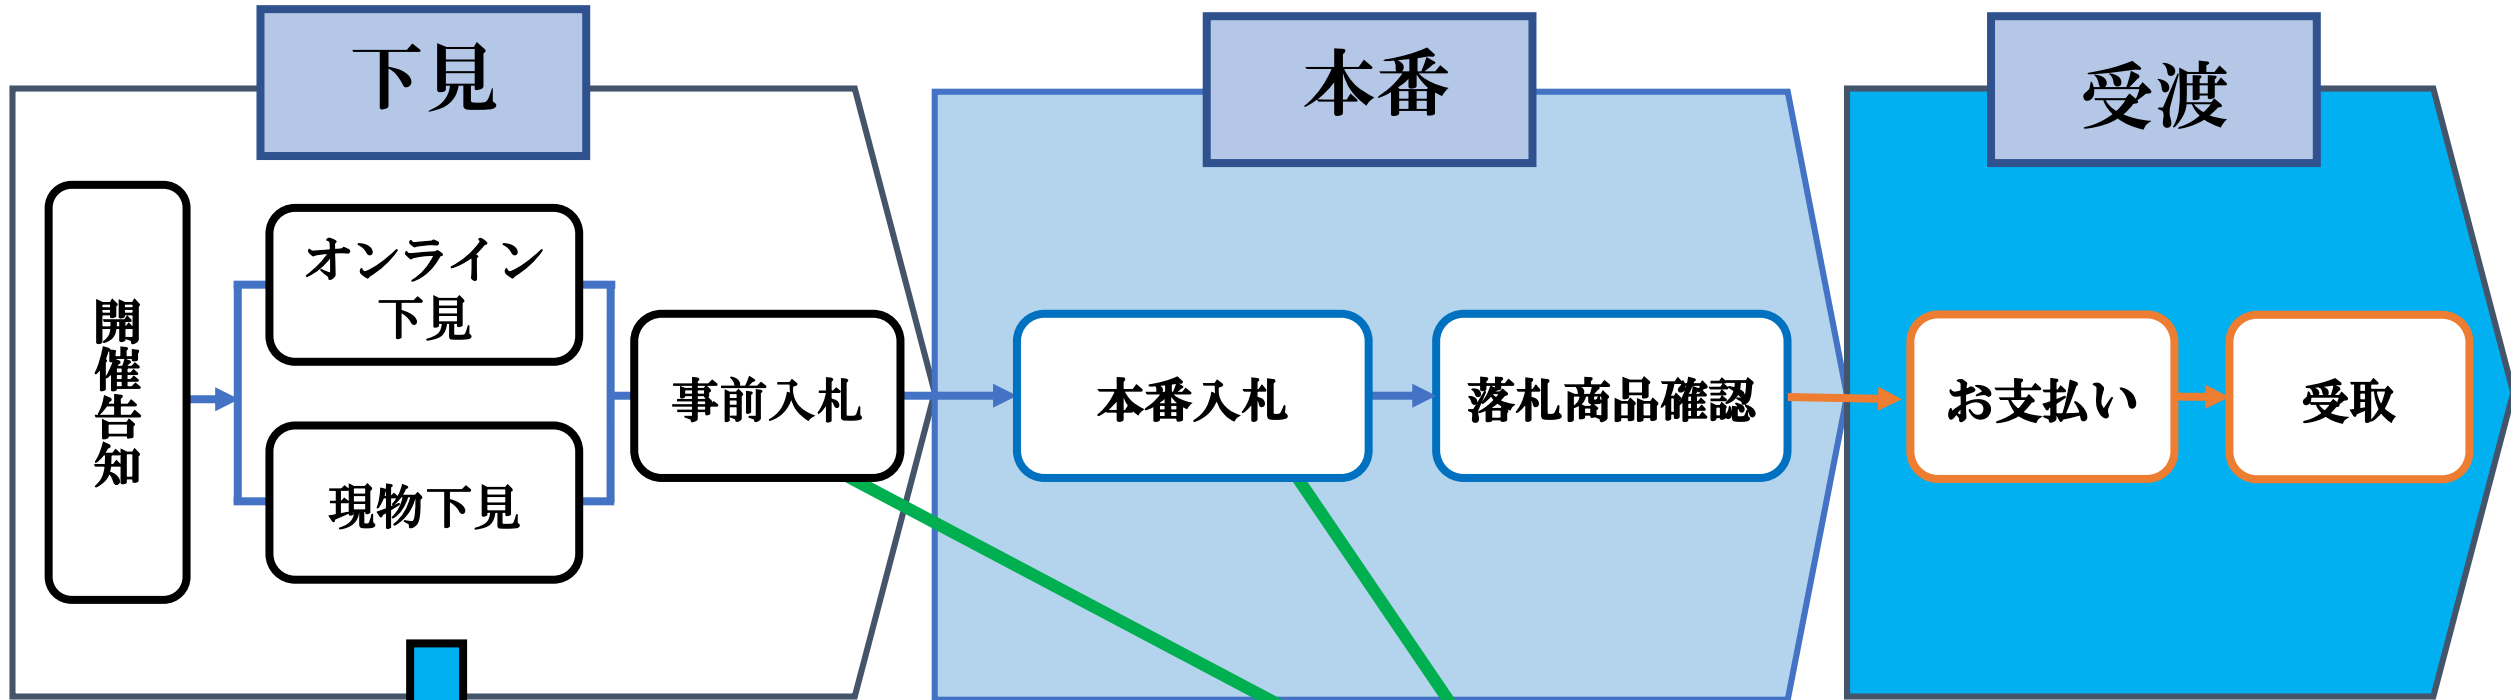 下見
本番
受渡
開催告知
オンライン
下見
現物下見
事前入札
本番入札
落札商品確認
お支払い
受取